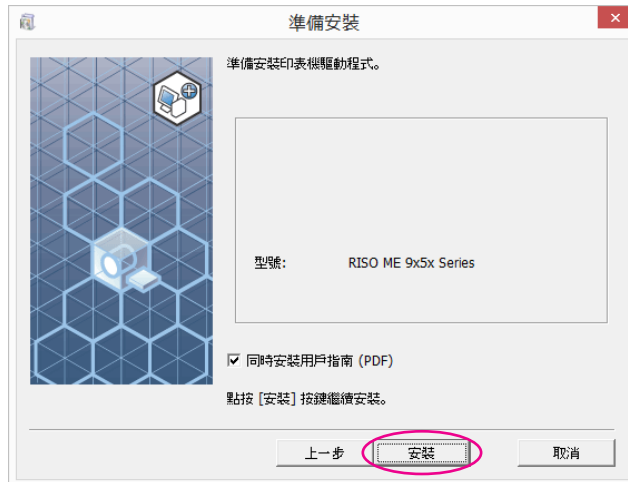 準備安裝
準備安裝印表機驅動程式。
型號: RISO ME 9x5x Series
同時安裝用戶指南 (PDF)
點按 [安裝] 按鍵繼續安裝。
上一步 安裝 取消